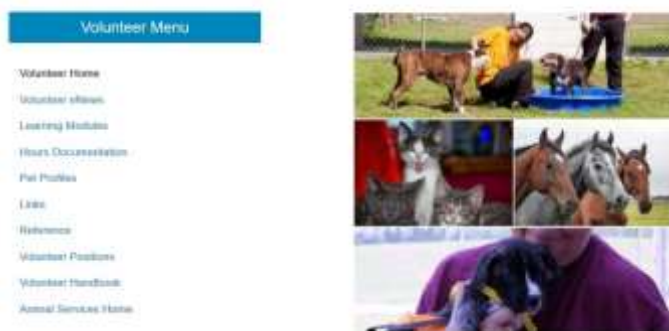 Volunteer Menu
Volunteer Home
Volunteer eNews
Learning Modules
Hours Documentation
Pet Profiles
Links
Reference
Volunteer Positions
Volunteer Handbook
Animal Services Home